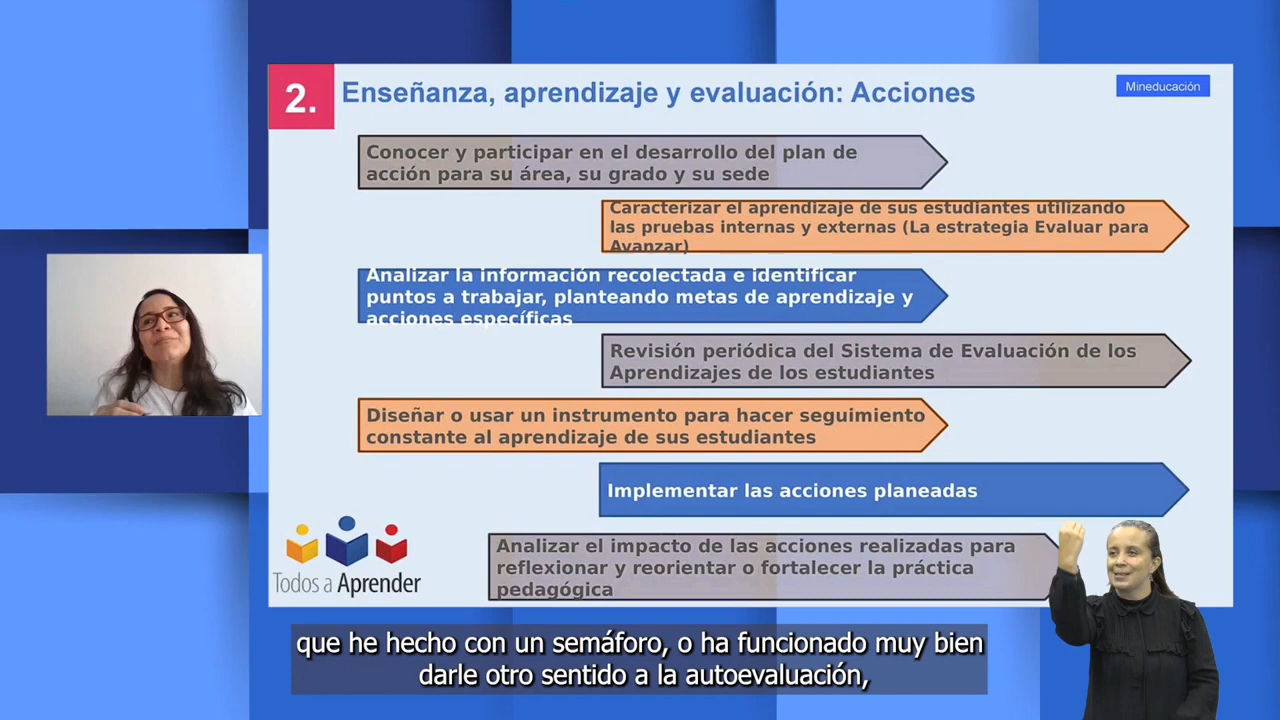 2.
Enseñanza, aprendizaje y evaluación: Acciones
Mineducación
Conocer y participar en el desarrollo del plan de
acción para su área, su grado y su sede
Caracterizar el aprendizaje de sus estudiantes utilizando
las pruebas internas y externas (La estrategia Evaluar para
Avanzar)
Analizar la información recolectada e identificar
puntos a trabajar, planteando metas de aprendizaje y
acciones específicas
Revisión periódica del Sistema de Evaluación de los
Aprendizajes de los estudiantes
Diseñar o usar un instrumento para hacer seguimiento
constante al aprendizaje de sus estudiantes
Implementar las acciones planeadas
Analizar el impacto de las acciones realizadas para
reflexionar y reorientar o fortalecer la práctica
pedagógica
Todos a Aprender
que he hecho con un semáforo, o ha funcionado muy bien
darle otro sentido a la autoevaluación,